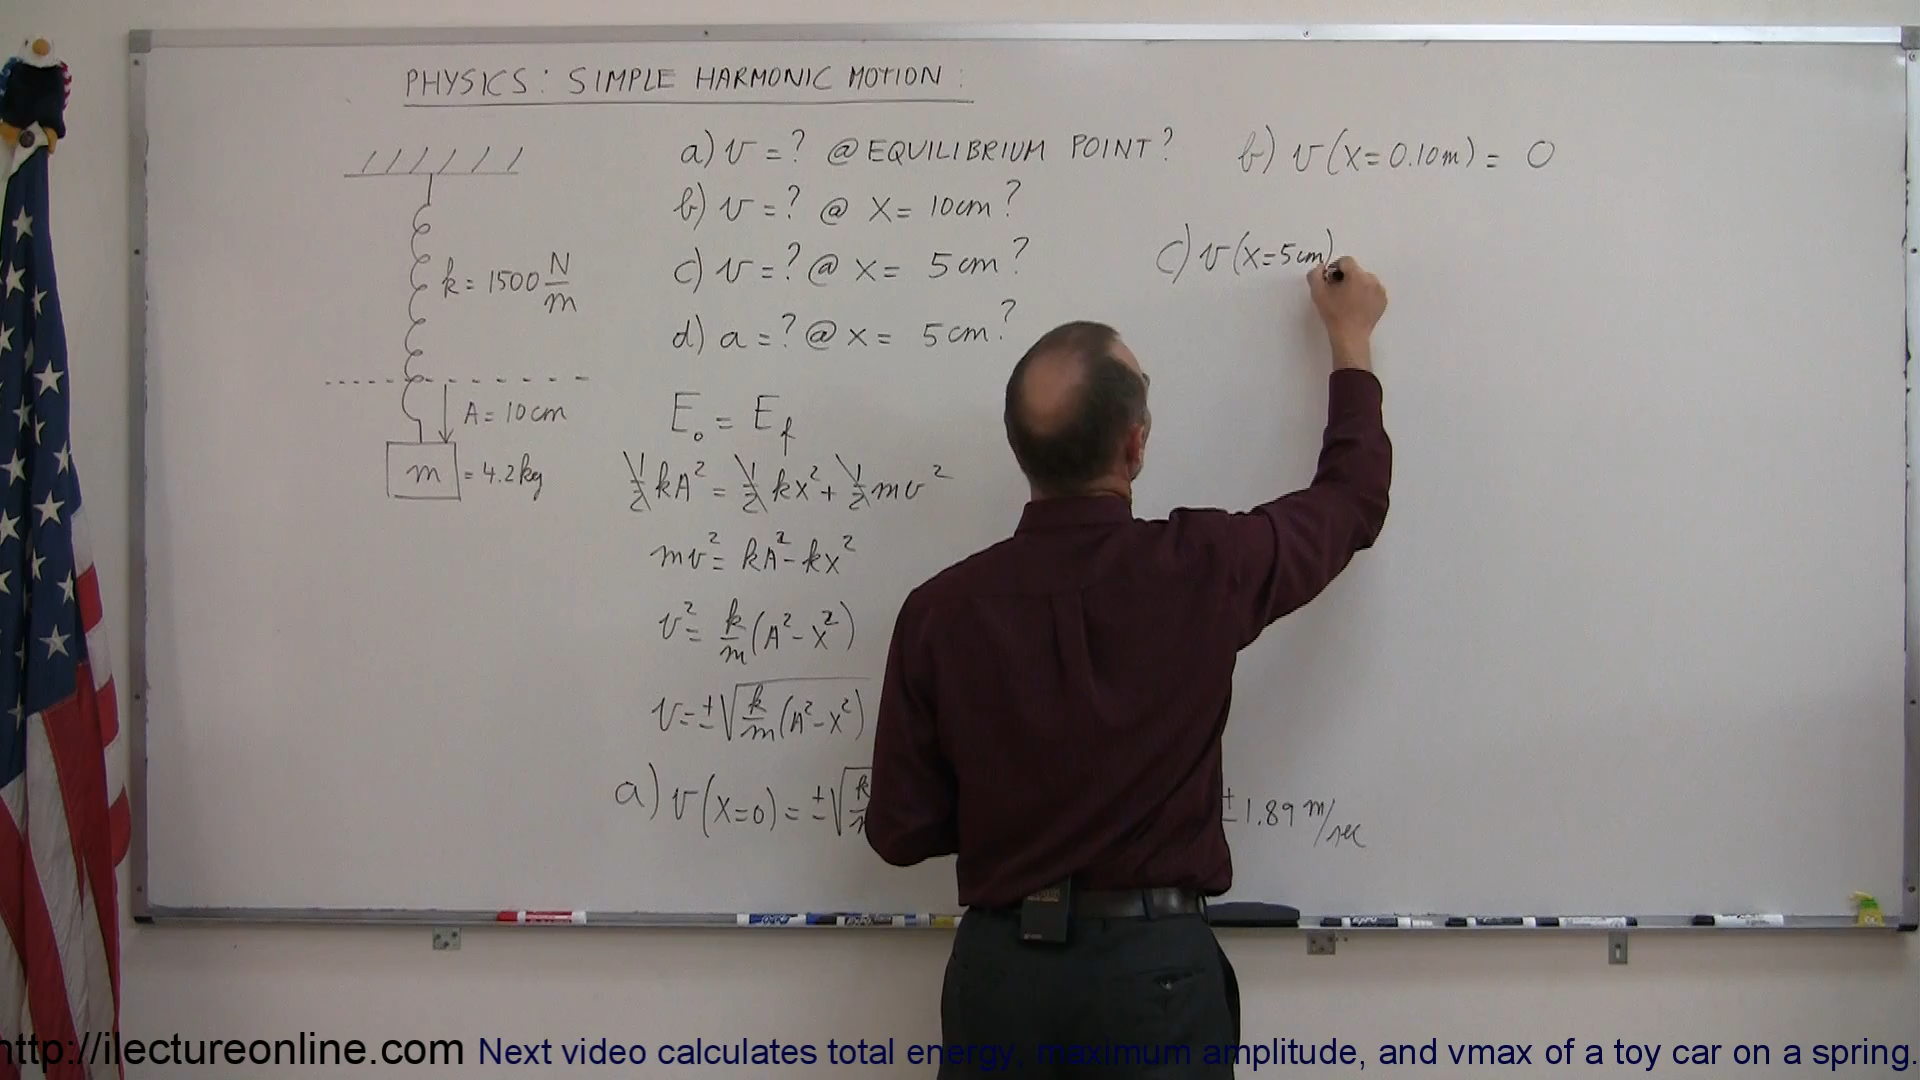 PHYSICS: SIMPLE HARMONIC MOTION:
a) v = ? @ EQUILIBRIUM POINT?
b) v = ? @ x = 10cm?
c) v = ? @ x = 5cm?
d) a = ? @ x = 5cm?
k = 1500 N/m
A = 10cm
m = 4.2kg
E₀ = E_f
½kA² = ½kx² + ½mv²
mv² = kA² - kx²
v² = k/m (A² - x²)
v = ±√(k/m (A² - x²))
a) v(x=0) = ±√k/m
± 1.89 m/sec
b) v(x=0.10m) = 0
c) v(x=5cm)
http://ilectureonline.com Next video calculates total energy, maximum amplitude, and vmax of a toy car on a spring.